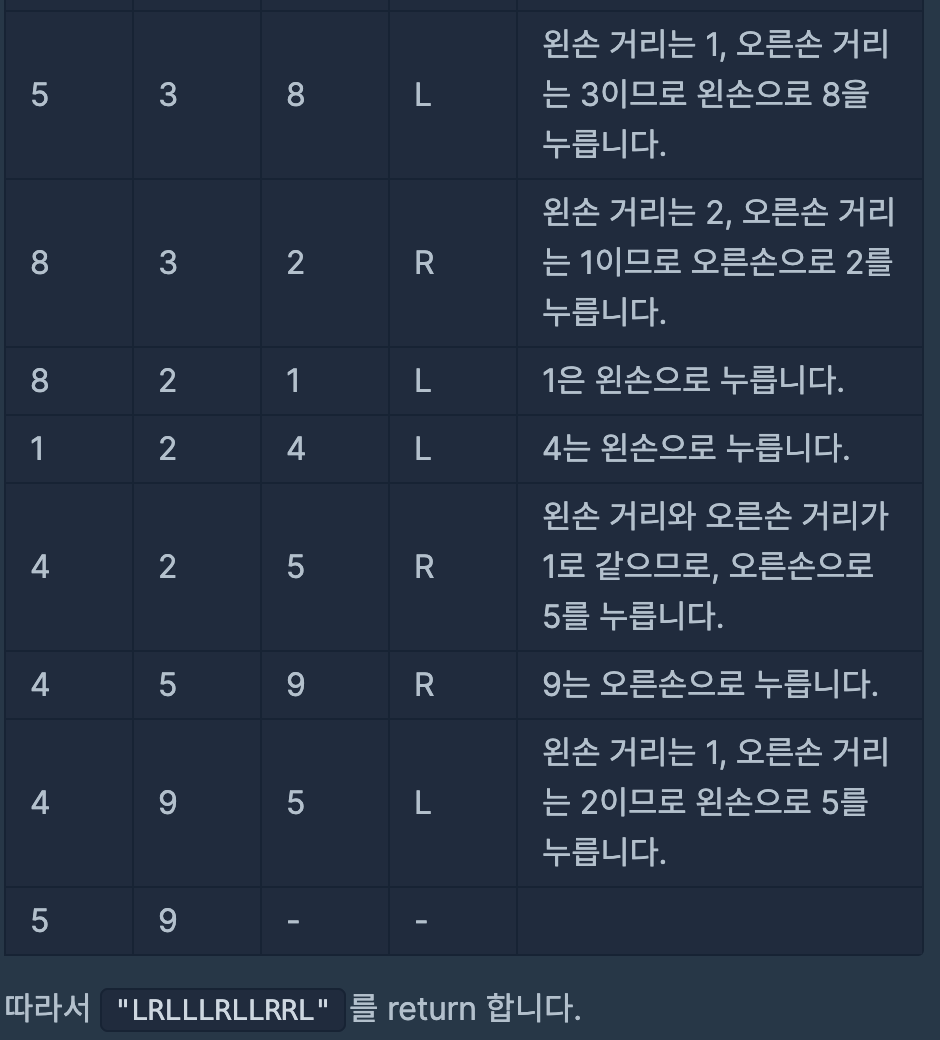 5 3 8 L 왼손 거리는 1, 오른손 거리
는 3이므로 왼손으로 8을
누릅니다.
8 3 2 R 왼손 거리는 2, 오른손 거리
는 1이므로 오른손으로 2를
누릅니다.
8 2 1 L 1은 왼손으로 누릅니다.
1 2 4 L 4는 왼손으로 누릅니다.
4 2 5 R 왼손 거리와 오른손 거리가
1로 같으므로, 오른손으로
5를 누릅니다.
4 5 9 R 9는 오른손으로 누릅니다.
4 9 5 L 왼손 거리는 1, 오른손 거리
는 2이므로 왼손으로 5를
누릅니다.
5 9 - -
따라서 "LRLLLRLLRRL" 를 return 합니다.